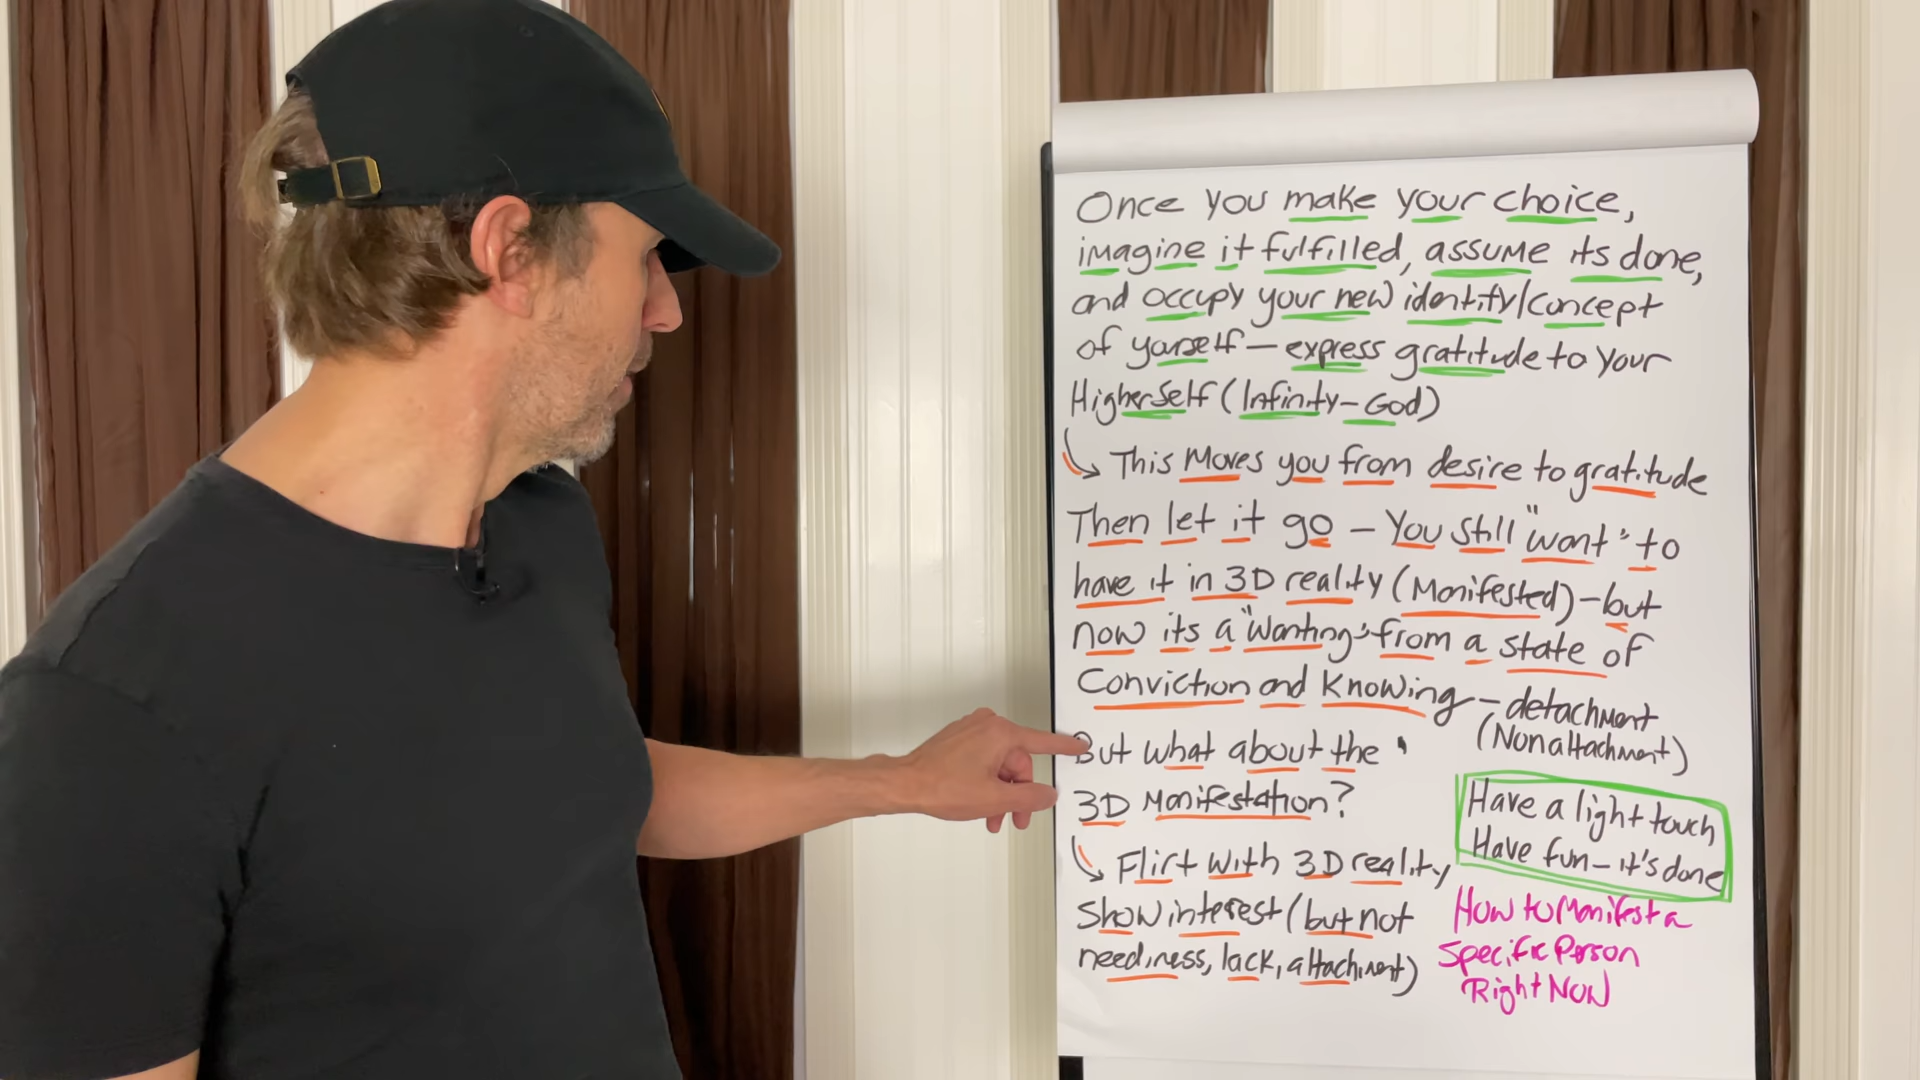 Once you make your choice,
imagine it fulfilled, assume its done,
and occupy your new identity/concept
of yourself — express gratitude to your
Higherself (Infinity - God)
This moves you from desire to gratitude
Then let it go - You still "want" to
have it in 3D reality (Manifested) - but
now its a "wanting" from a state of
Conviction and Knowing - detachment
(Nonattachment)
But what about the
3D Manifestation?
Flirt with 3D reality
Show interest (but not
neediness, lack, attachment)
Have a light touch
Have fun - it's done
How to Manifest a
Specific Person
Right Now